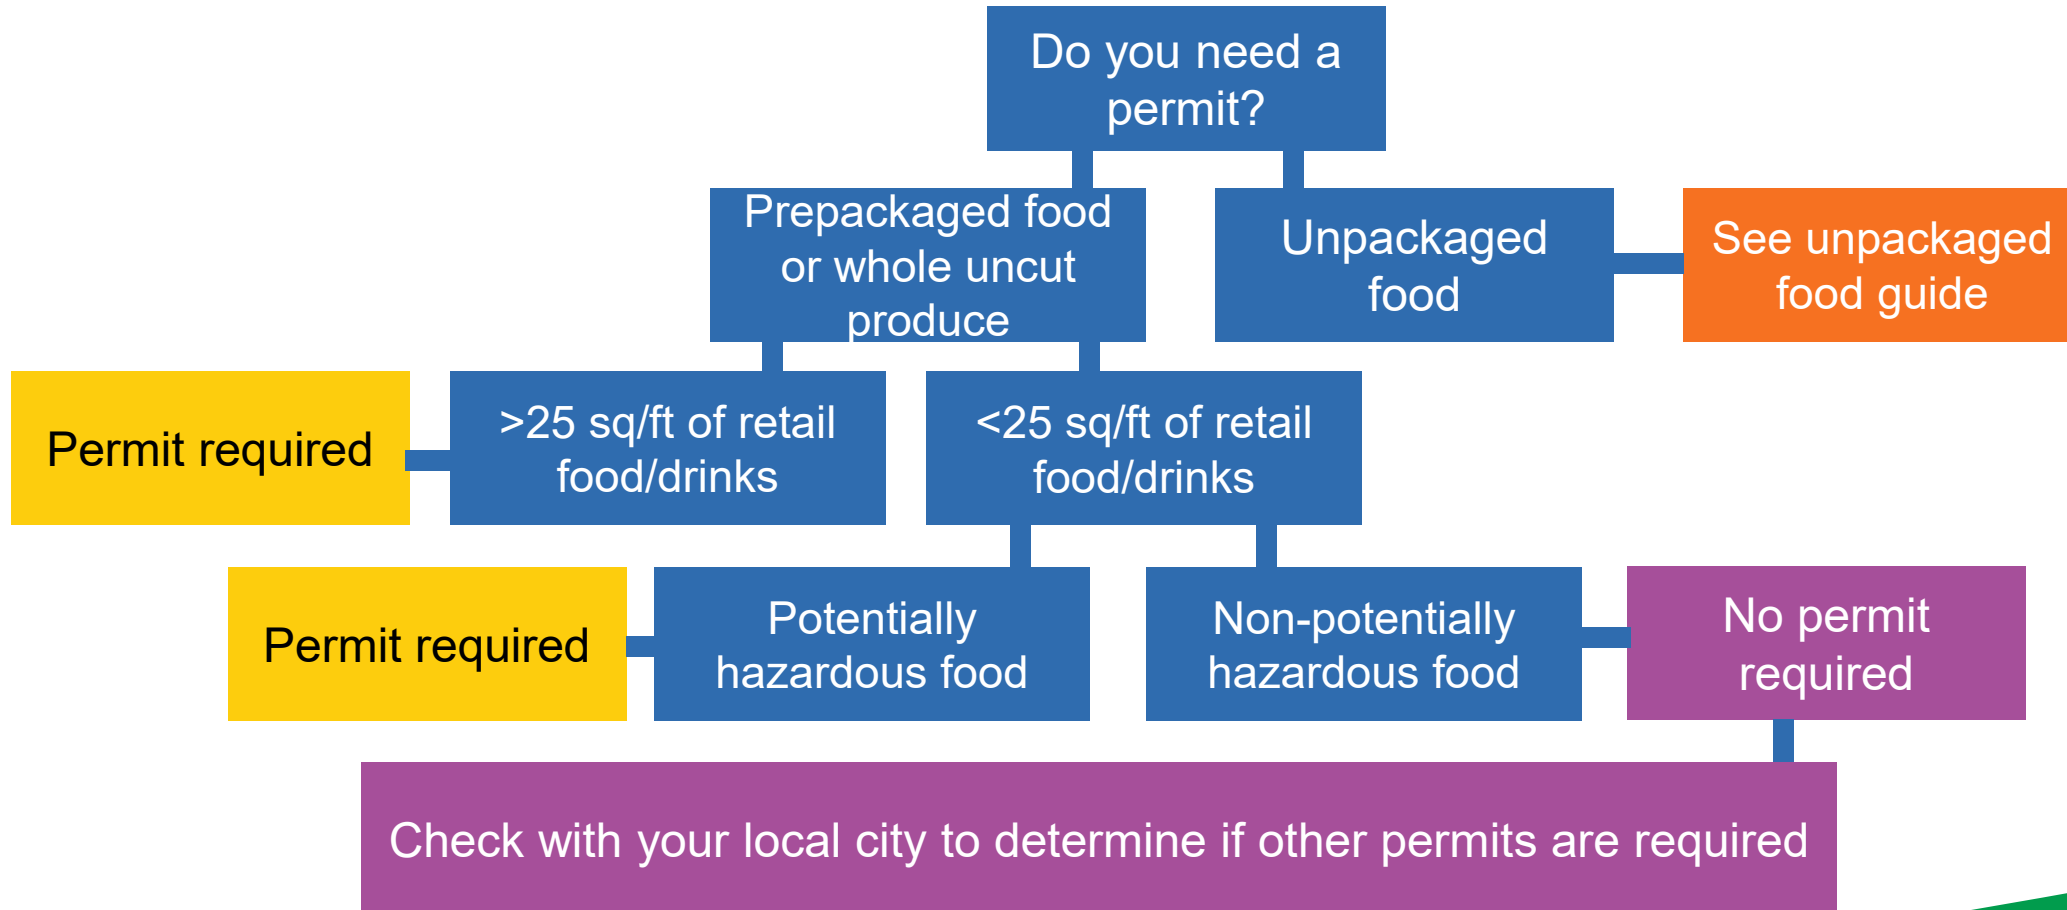 Do you need a
permit?
Prepackaged food
or whole uncut
produce
Unpackaged
food
See unpackaged
food guide
Permit required
>25 sq/ft of retail
food/drinks
<25 sq/ft of retail
food/drinks
Permit required
Potentially
hazardous food
Non-potentially
hazardous food
No permit
required
Check with your local city to determine if other permits are required